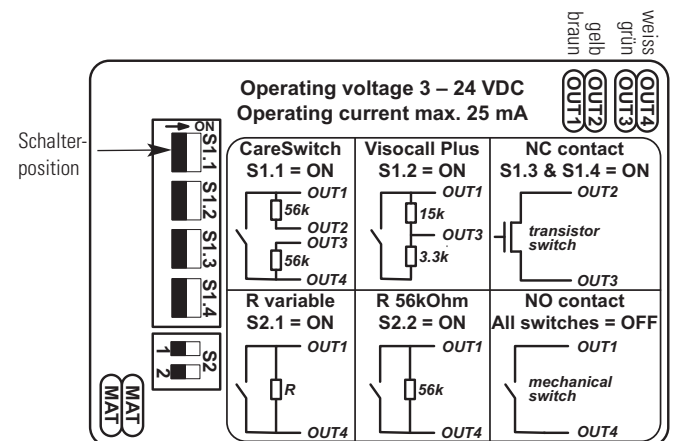 braun
gelb
grün
weiss
OUT1
OUT2
OUT3
OUT4
Operating voltage 3 – 24 VDC
Operating current max. 25 mA
Schalter-
position
ON
S1.1
S1.2
S1.3
S1.4
1
2
S2
MAT
MAT
CareSwitch
S1.1 = ON
OUT1
56k
OUT2
OUT3
56k
OUT4
Visocall Plus
S1.2 = ON
OUT1
15k
OUT3
3.3k
NC contact
S1.3 & S1.4 = ON
OUT2
transistor
switch
OUT3
R variable
S2.1 = ON
OUT1
R
OUT4
R 56kOhm
S2.2 = ON
OUT1
56k
OUT4
NO contact
All switches = OFF
OUT1
mechanical
switch
OUT4